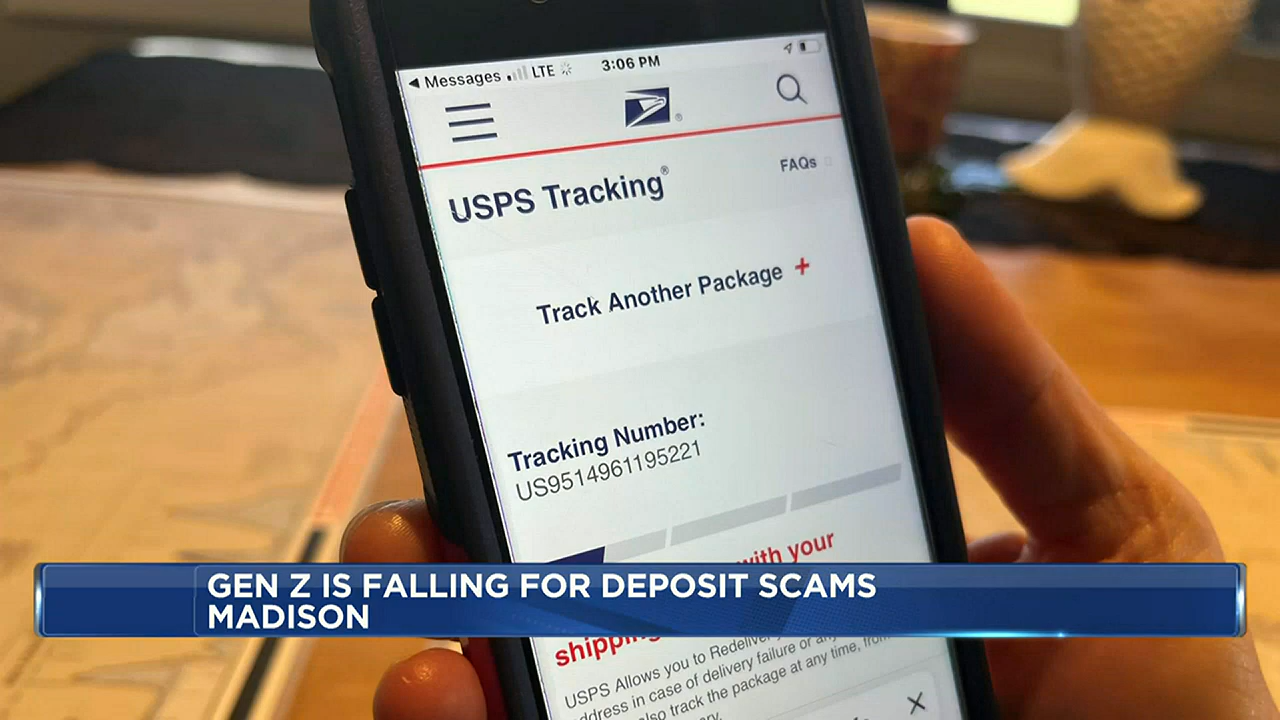 Messages LTE 3:06 PM
USPS Tracking®
FAQs
Track Another Package +
Tracking Number:
US9514961195221
with your
GEN Z IS FALLING FOR DEPOSIT SCAMS
MADISON
shipping
USPS Allows you to Redeliver
address in case of delivery failure or any
also track the package at any time, from